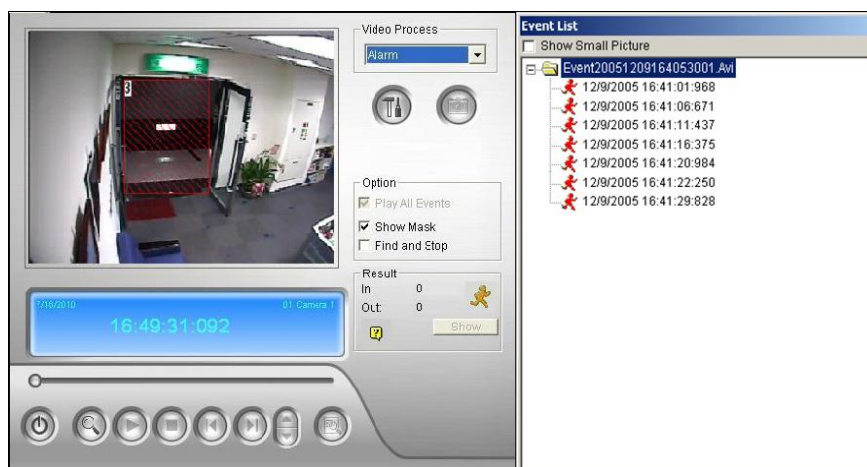 Video Process
Alarm
3
Option
Play All Events
Show Mask
Find and Stop
Result
In 0
Out: 0
?
Show
7/16/2010 01 Camera 1
16:49:31:092
Event List
Show Small Picture
Event20051209164053001.Avi
12/9/2005 16:41:01:968
12/9/2005 16:41:06:671
12/9/2005 16:41:11:437
12/9/2005 16:41:16:375
12/9/2005 16:41:20:984
12/9/2005 16:41:22:250
12/9/2005 16:41:29:828